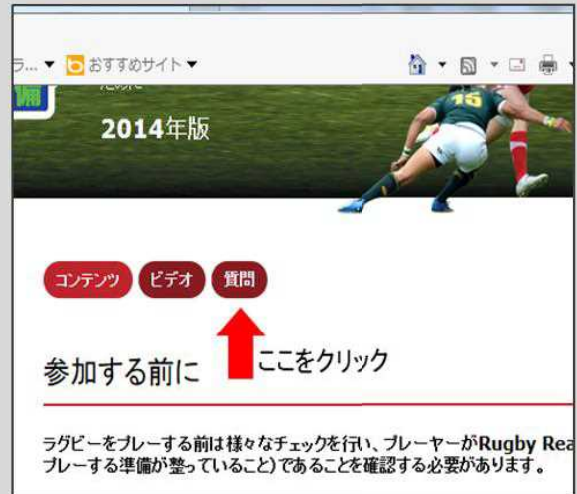 ラ... ▼ おすすめサイト ▼
備
ために
2014年版
15
コンテンツ ビデオ 質問
参加する前に ここをクリック
ラグビーをプレーする前は様々なチェックを行い、プレーヤーがRugby Rea
プレーする準備が整っていること)であることを確認する必要があります。